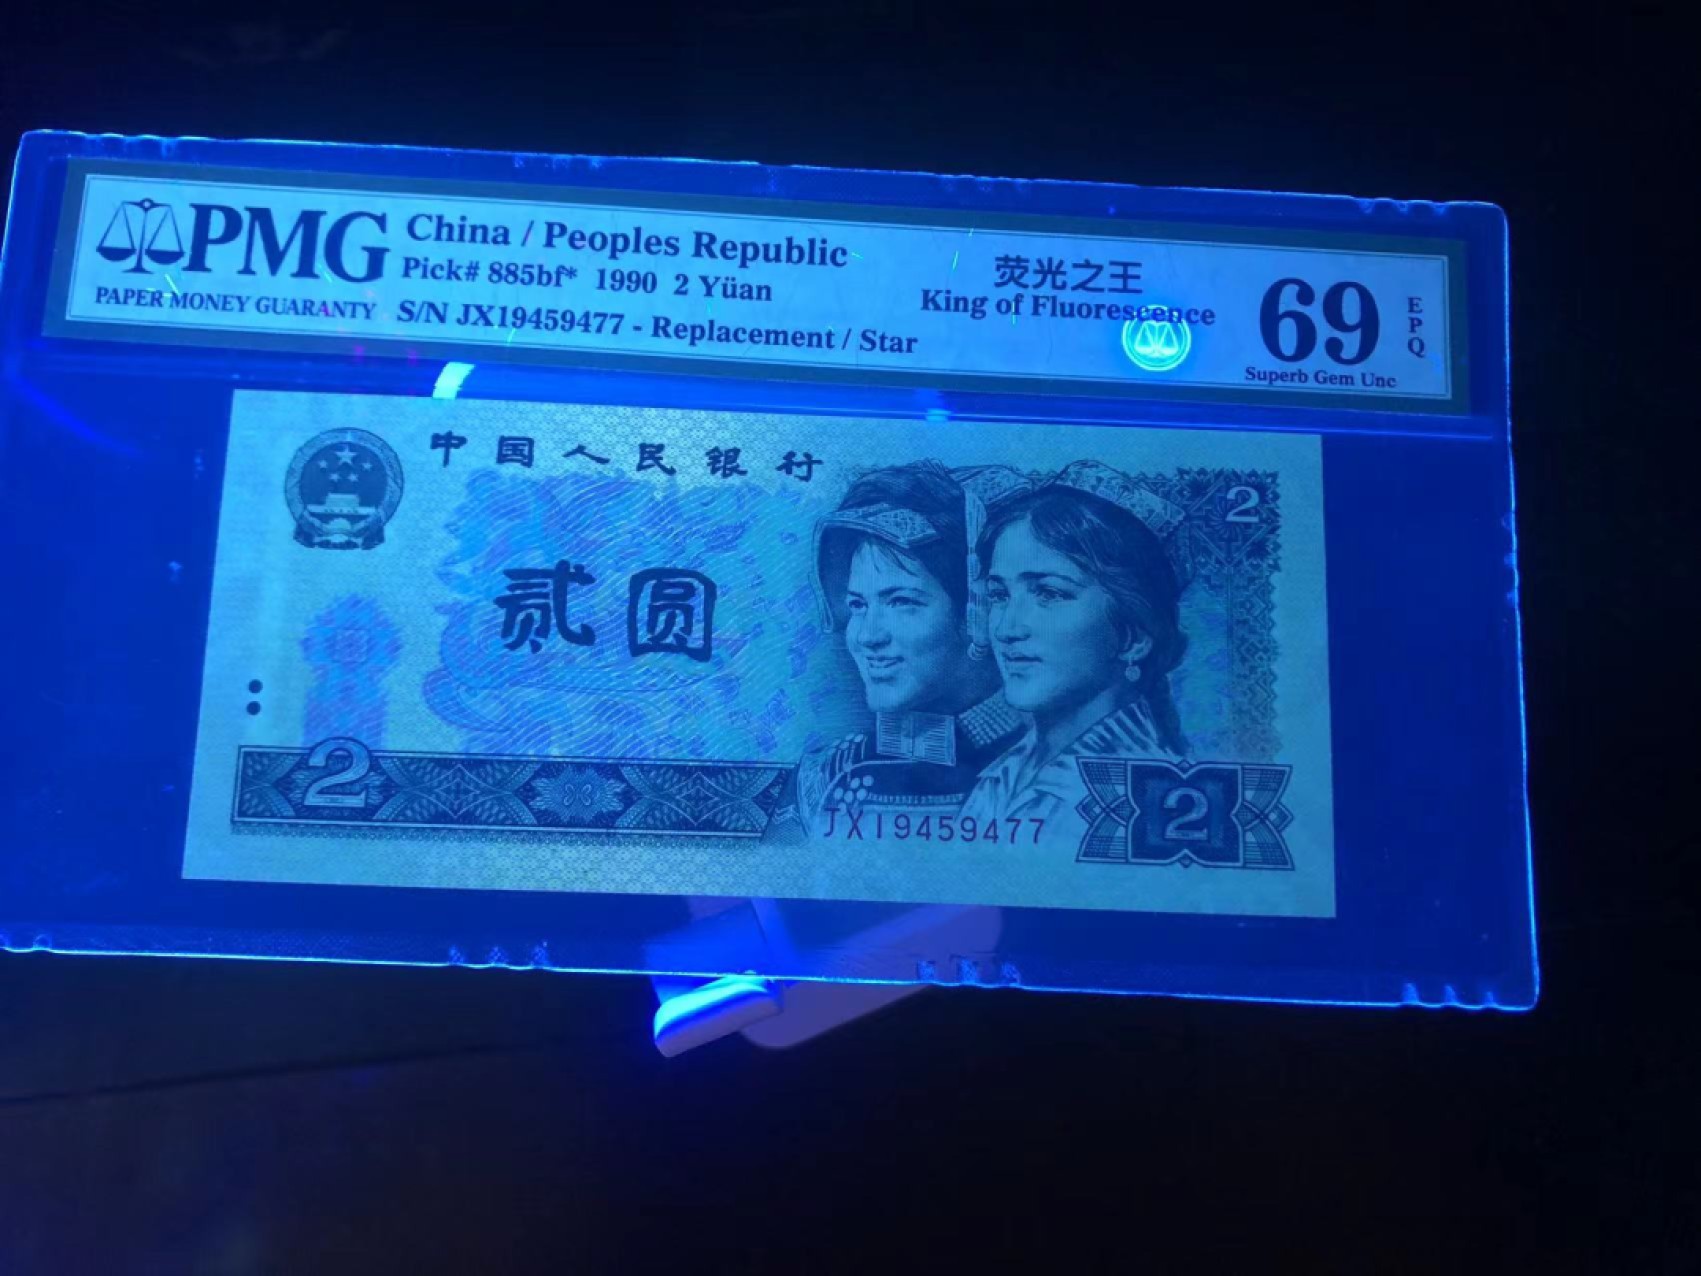 PMG
PAPER MONEY GUARANTY
China / Peoples Republic
Pick# 885bf* 1990 2 Yüan
S/N JX19459477 - Replacement / Star
荧光之王
King of Fluorescence
69
EPQ
Superb Gem Unc
中国人民银行
2
贰圆
2
JX19459477
2